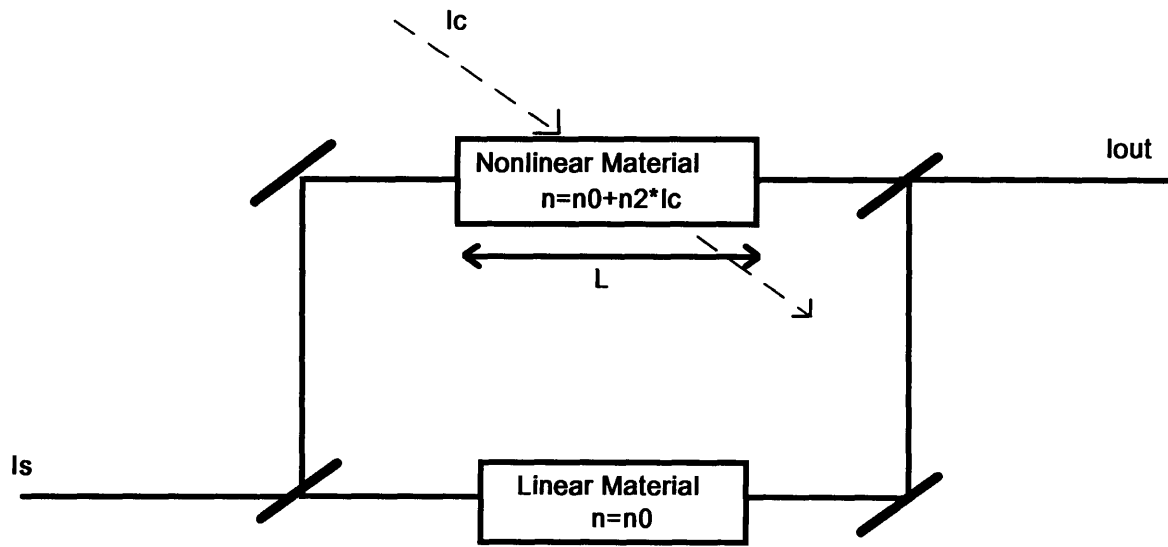 Ic
Nonlinear Material
n=n0+n2*Ic
Iout
L
Is
Linear Material
n=n0